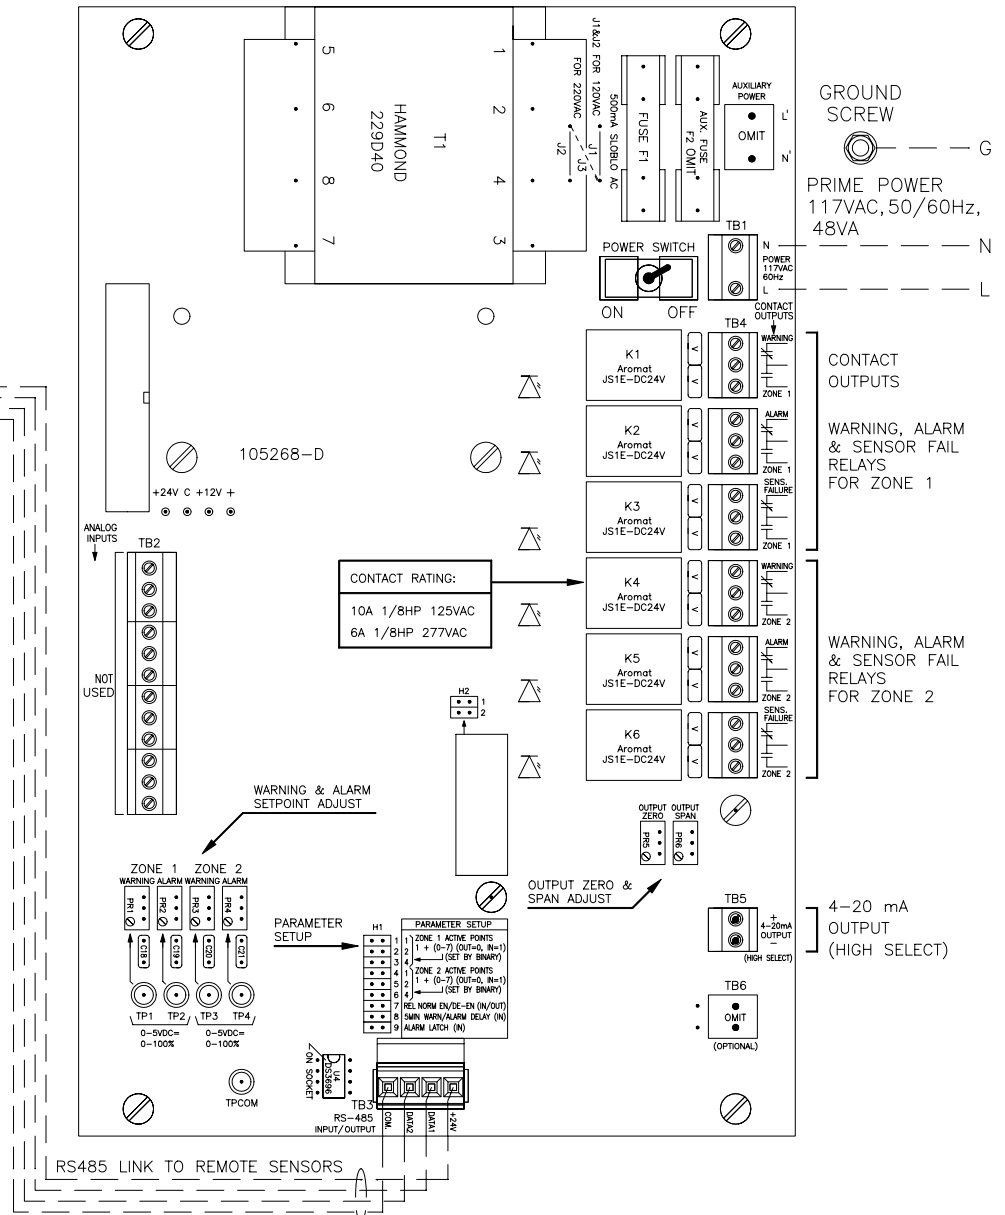 5
6
8
7
HAMMOND
229D40
T1
1
2
4
3
J1&J2 FOR 120VAC
FOR 220VAC
J1
J3
J2
500mA SLOBLO AC
FUSE F1
AUX. FUSE
F2 OMIT
AUXILIARY
POWER
L'
OMIT
N'
GROUND
SCREW
G
PRIME POWER
117VAC,50/60Hz,
48VA
TB1
N
POWER
117VAC
60Hz
L
N
L
POWER SWITCH
ON
OFF
CONTACT
OUTPUTS
TB4
K1
Aromat
JS1E-DC24V
V
WARNING
ZONE 1
K2
Aromat
JS1E-DC24V
V
V
ALARM
ZONE 1
K3
Aromat
JS1E-DC24V
V
V
SENS.
FAILURE
ZONE 1
K4
Aromat
JS1E-DC24V
V
V
WARNING
ZONE 2
K5
Aromat
JS1E-DC24V
V
V
ALARM
ZONE 2
K6
Aromat
JS1E-DC24V
V
V
SENS.
FAILURE
ZONE 2
CONTACT
OUTPUTS
WARNING, ALARM
& SENSOR FAIL
RELAYS
FOR ZONE 1
WARNING, ALARM
& SENSOR FAIL
RELAYS
FOR ZONE 2
105268-D
+24V C +12V +
ANALOG
INPUTS
TB2
NOT
USED
CONTACT RATING:
10A 1/8HP 125VAC
6A 1/8HP 277VAC
H2
1
2
WARNING & ALARM
SETPOINT ADJUST
ZONE 1
ZONE 2
WARNING ALARM WARNING ALARM
PR1
PR2
PR3
PR4
C18
C19
C20
C21
TP1
TP2
TP3
TP4
0-5VDC=
0-100%
0-5VDC=
0-100%
TPCOM
OUTPUT
ZERO
OUTPUT
SPAN
PR5
PR6
OUTPUT ZERO &
SPAN ADJUST
TB5
+
4-20mA
OUTPUT
-
(HIGH SELECT)
4-20 mA
OUTPUT
(HIGH SELECT)
TB6
OMIT
(OPTIONAL)
PARAMETER
SETUP
H1
PARAMETER SETUP
1 1 ZONE 1 ACTIVE POINTS
2 2 1 + (0-7) (OUT=0, IN=1)
3 4 (SET BY BINARY)
4 1 ZONE 2 ACTIVE POINTS
5 2 1 + (0-7) (OUT=0, IN=1)
6 4 (SET BY BINARY)
7 REL NORM EN/DE-EN (IN/OUT)
8 5MIN WARN/ALARM DELAY (IN)
9 ALARM LATCH (IN)
ON SOCKET
DS3696
U4
TB3
RS-485
INPUT/OUTPUT
COM.
DATA2
DATA1
+24V
RS485 LINK TO REMOTE SENSORS